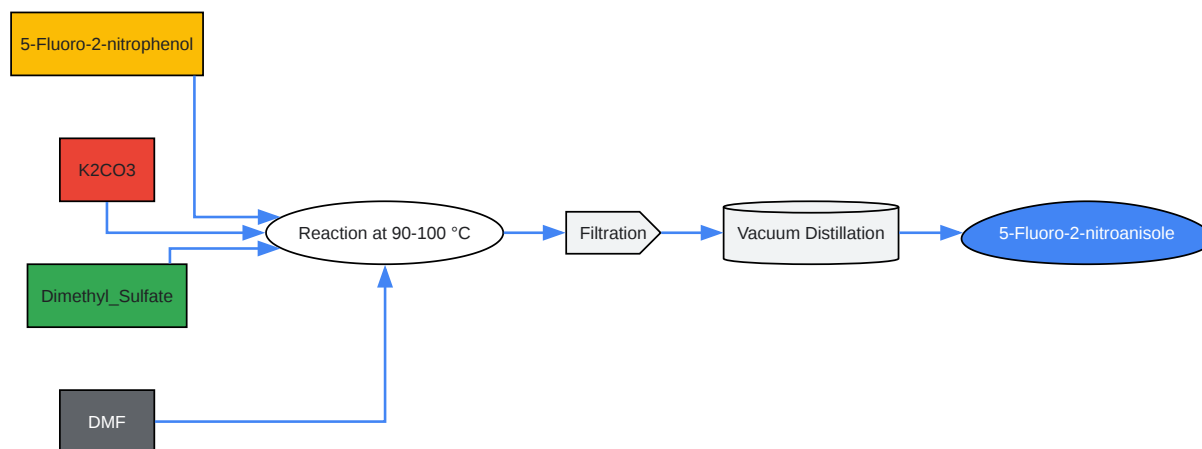 5-Fluoro-2-nitrophenol
K2CO3
Dimethyl_Sulfate
DMF
Reaction at 90-100 °C
Filtration
Vacuum Distillation
5-Fluoro-2-nitroanisole